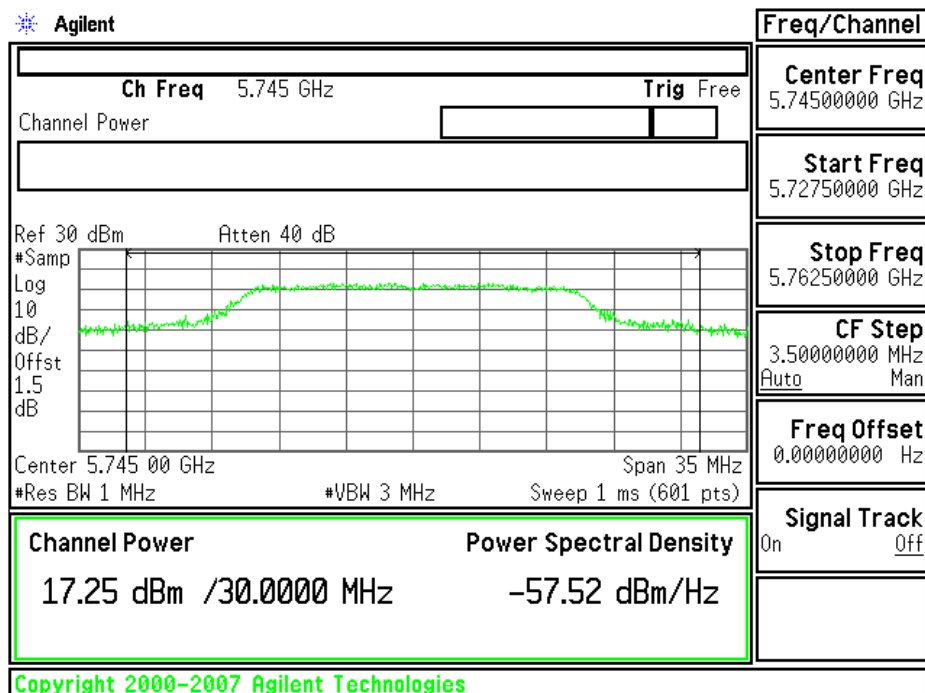 Agilent
Freq/Channel
Ch Freq 5.745 GHz Trig Free
Channel Power
Ref 30 dBm Atten 40 dB
#Samp
Log
10
dB/
Offst
1.5
dB
Center 5.745 00 GHz Span 35 MHz
#Res BW 1 MHz #VBW 3 MHz Sweep 1 ms (601 pts)
Channel Power Power Spectral Density
17.25 dBm /30.0000 MHz -57.52 dBm/Hz
Center Freq
5.74500000 GHz
Start Freq
5.72750000 GHz
Stop Freq
5.76250000 GHz
CF Step
3.50000000 MHz
Auto Man
Freq Offset
0.00000000 Hz
Signal Track
On Off
Copyright 2000-2007 Agilent Technologies